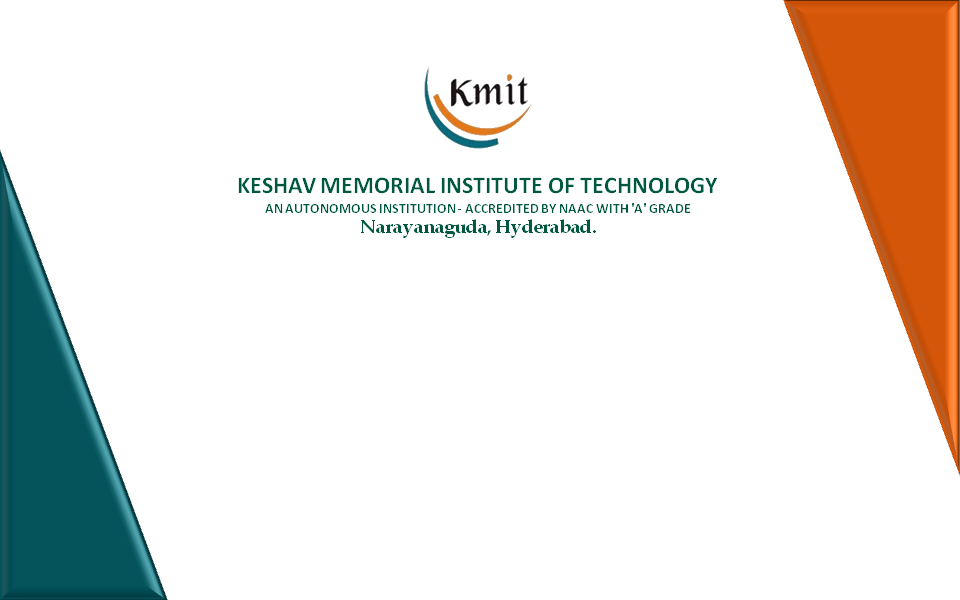 Kmit
KESHAV MEMORIAL INSTITUTE OF TECHNOLOGY
AN AUTONOMOUS INSTITUTION - ACCREDITED BY NAAC WITH 'A' GRADE
Narayanaguda, Hyderabad.